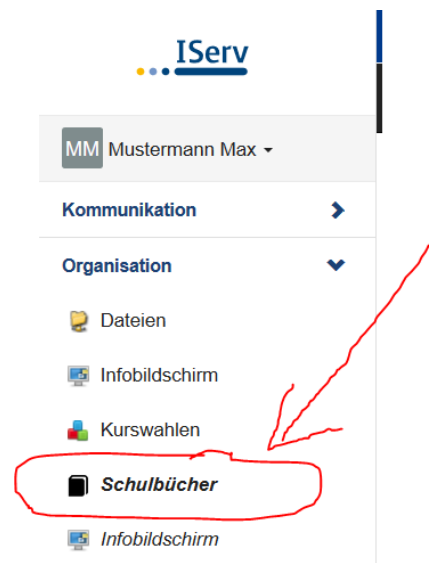 IServ
MM Mustermann Max
Kommunikation
Organisation
Dateien
Infobildschirm
Kurswahlen
Schulbücher
Infobildschirm